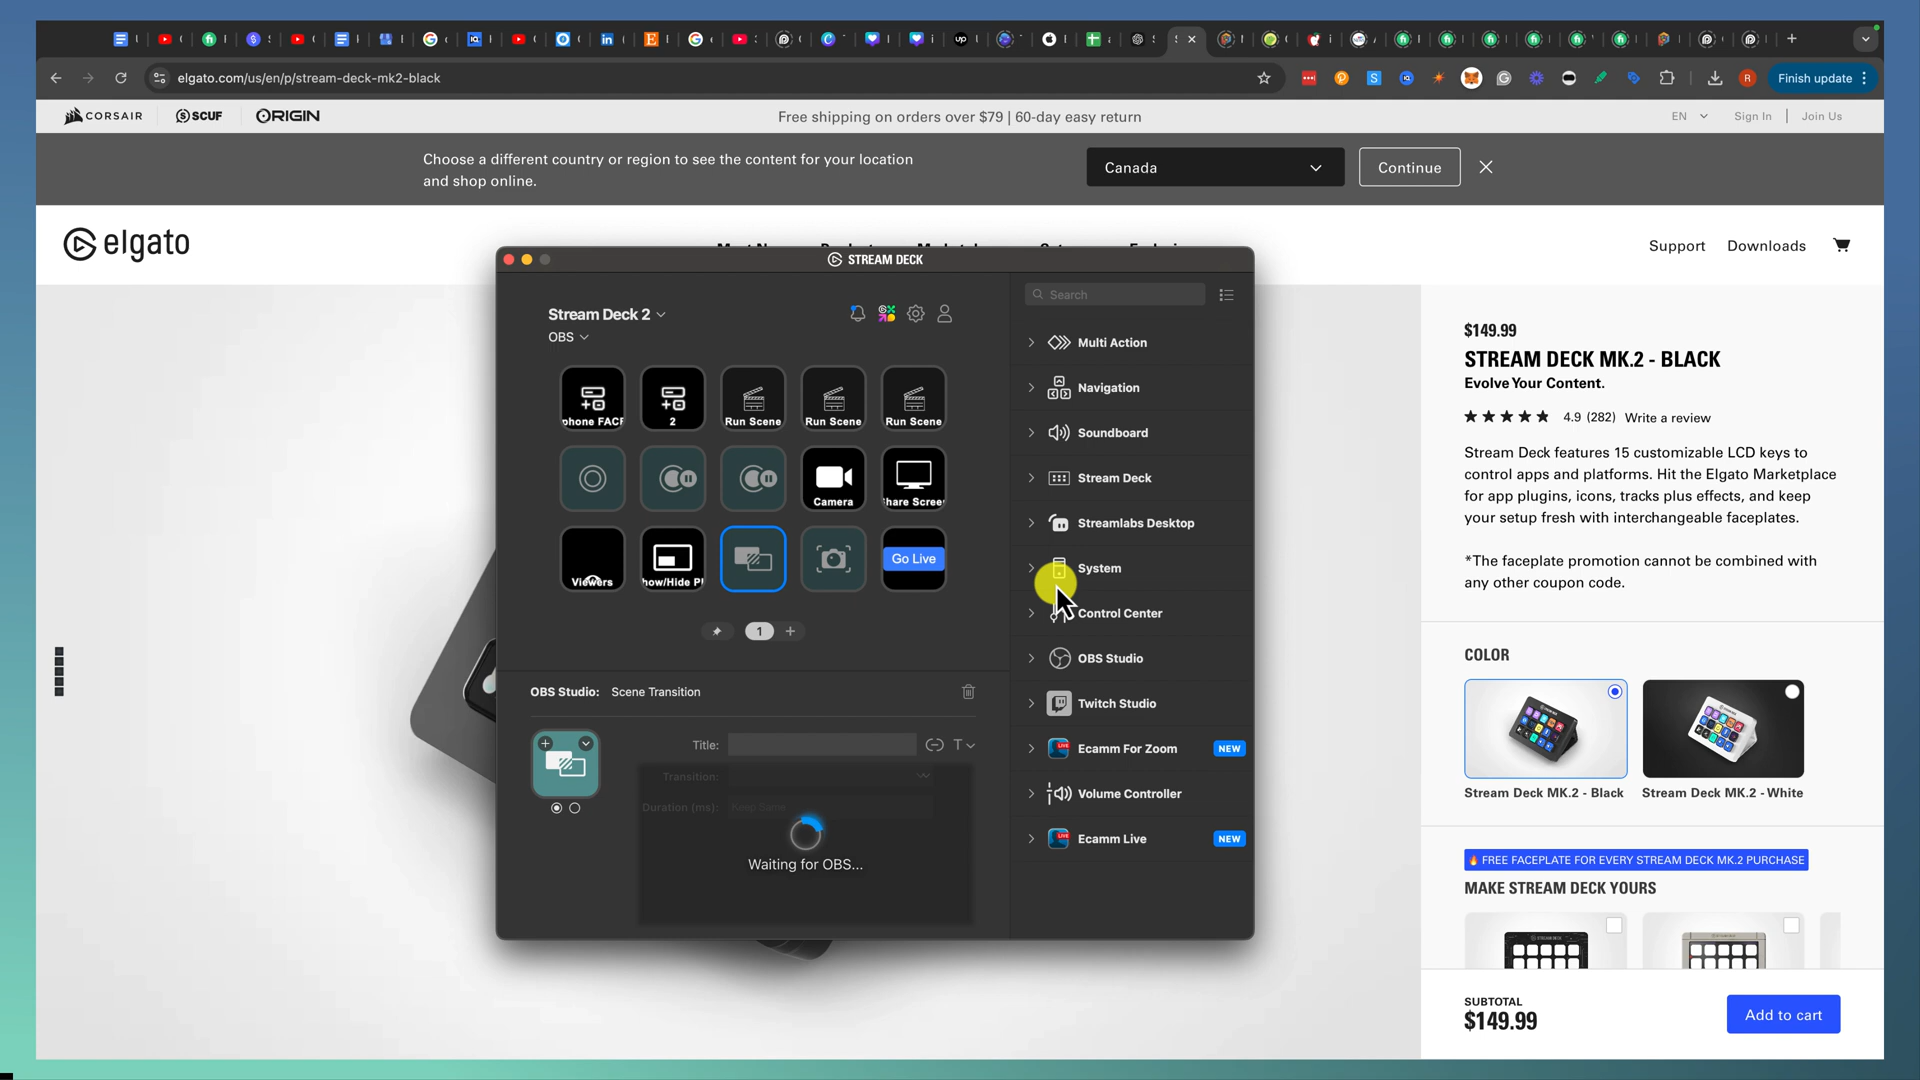 elgato.com/us/en/p/stream-deck-mk2-black
Finish update
CORSAIR
SCUF
ORIGIN
Free shipping on orders over $79 | 60-day easy return
EN
Sign In
Join Us
Choose a different country or region to see the content for your location
and shop online.
Canada
Continue
elgato
Support
Downloads
STREAM DECK
Stream Deck 2
OBS
Search
phone FACE
2
Run Scene
Run Scene
Run Scene
Camera
Share Screen
Viewers
Go Live
1
Multi Action
Navigation
Soundboard
Stream Deck
Streamlabs Desktop
System
Control Center
OBS Studio
Twitch Studio
Ecamm For Zoom
NEW
Volume Controller
Ecamm Live
NEW
OBS Studio: Scene Transition
Title:
T
Transition:
Duration (ms):
Keep Same
Waiting for OBS...
$149.99
STREAM DECK MK.2 - BLACK
Evolve Your Content.
4.9 (282) Write a review
Stream Deck features 15 customizable LCD keys to
control apps and platforms. Hit the Elgato Marketplace
for app plugins, icons, tracks plus effects, and keep
your setup fresh with interchangeable faceplates.
*The faceplate promotion cannot be combined with
any other coupon code.
COLOR
Stream Deck MK.2 - Black
Stream Deck MK.2 - White
FREE FACEPLATE FOR EVERY STREAM DECK MK.2 PURCHASE
MAKE STREAM DECK YOURS
SUBTOTAL
$149.99
Add to cart